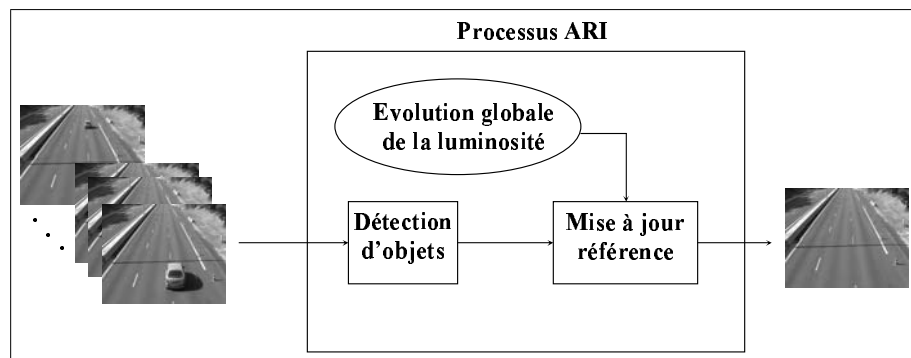 Processus ARI
Evolution globale
de la luminosité
Détection
d'objets
Mise à jour
référence